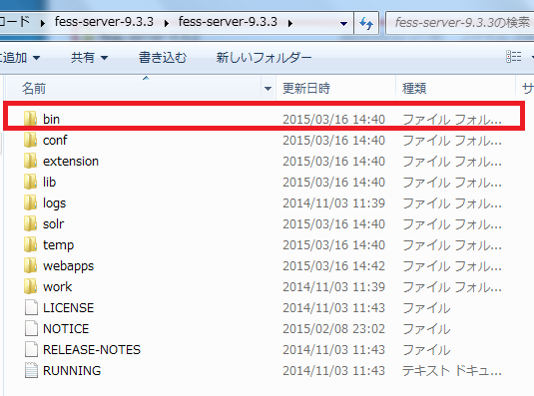 コード ▸ fess-server-9.3.3 ▸ fess-server-9.3.3 ▸ fess-server-9.3.3の検索
に追加 ▼ 共有 ▼ 書き込む 新しいフォルダー
名前 更新日時 種類 サ
bin 2015/03/16 14:40 ファイル フォル...
conf 2015/03/16 14:40 ファイル フォル...
extension 2015/03/16 14:40 ファイル フォル...
lib 2015/03/16 14:40 ファイル フォル...
logs 2014/11/03 11:39 ファイル フォル...
solr 2015/03/16 14:40 ファイル フォル...
temp 2015/03/16 14:40 ファイル フォル...
webapps 2015/03/16 14:42 ファイル フォル...
work 2014/11/03 11:39 ファイル フォル...
LICENSE 2014/11/03 11:43 ファイル
NOTICE 2015/02/08 23:02 ファイル
RELEASE-NOTES 2014/11/03 11:43 ファイル
RUNNING 2014/11/03 11:43 テキスト ドキュ...